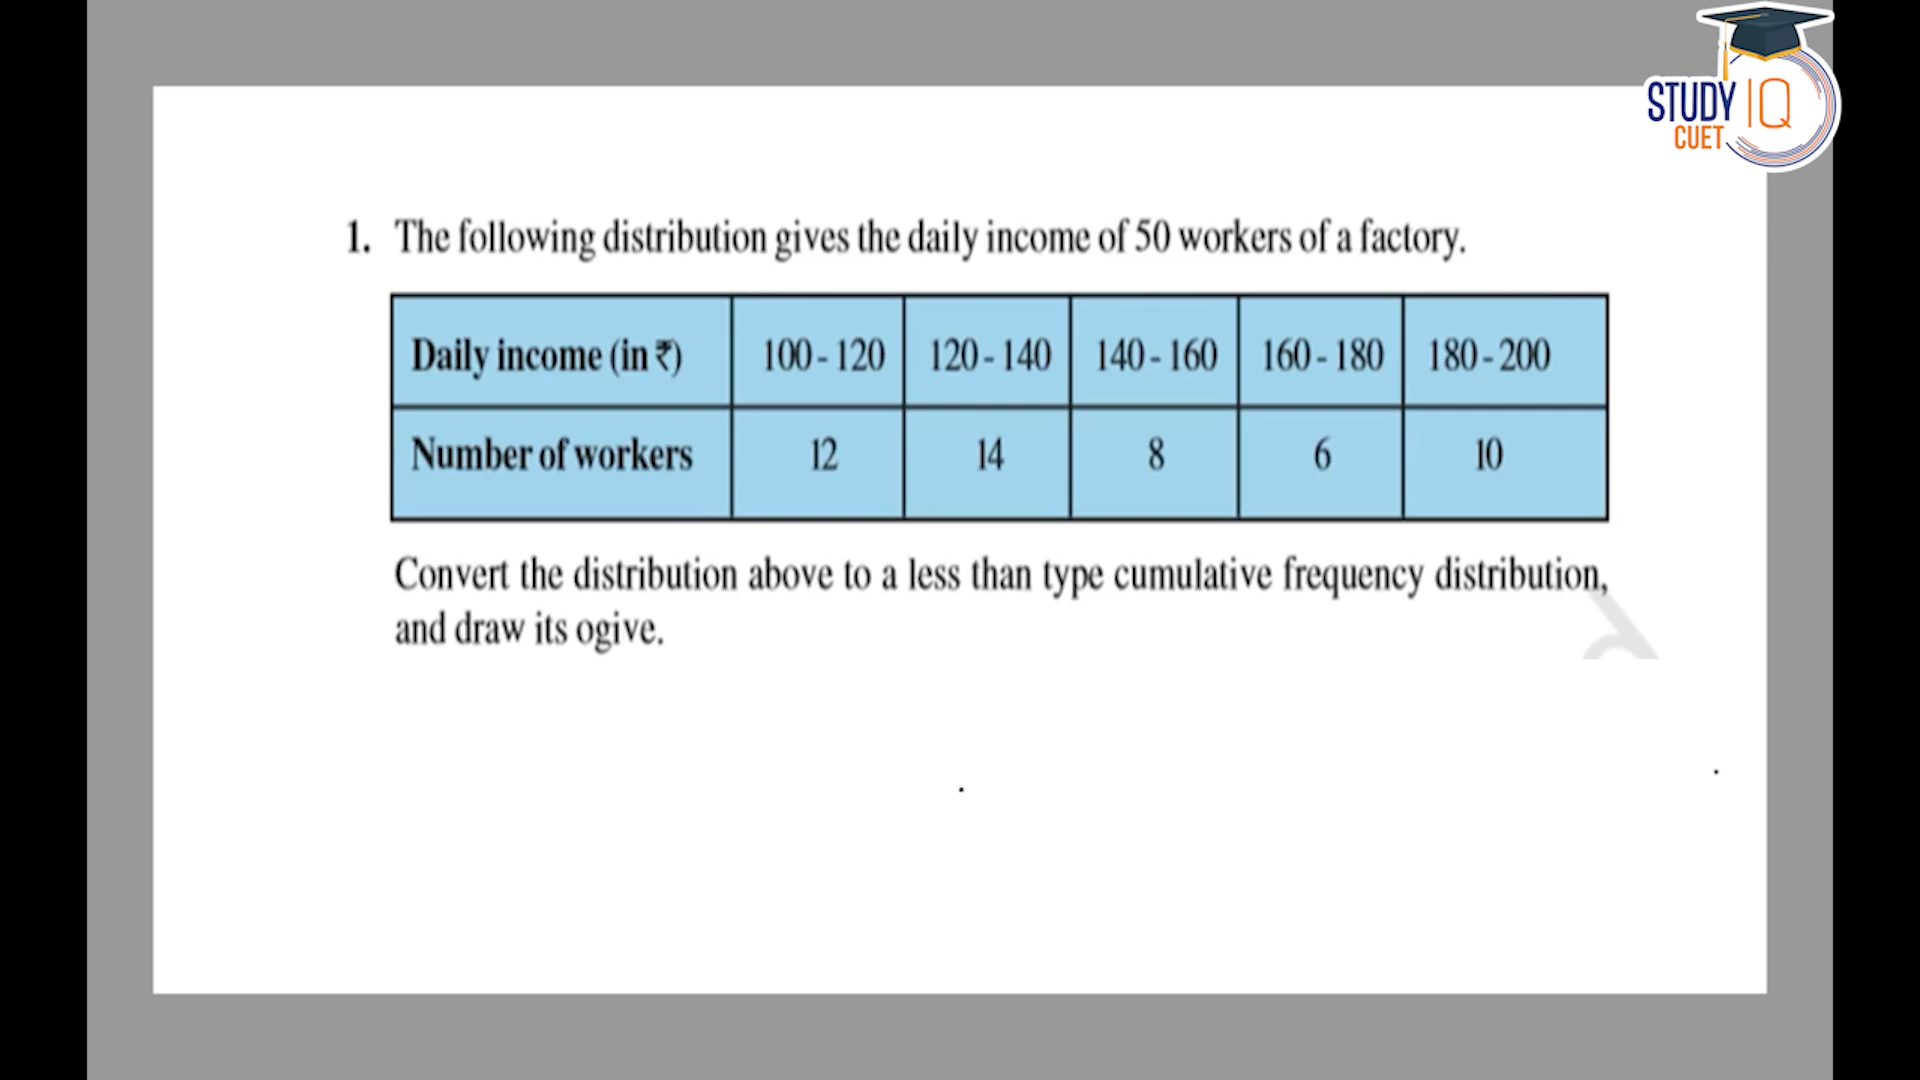 STUDY IQ
CUET
1. The following distribution gives the daily income of 50 workers of a factory.
Daily income (in ₹) 100 - 120 120 - 140 140 - 160 160 - 180 180 - 200
Number of workers 12 14 8 6 10
Convert the distribution above to a less than type cumulative frequency distribution,
and draw its ogive.